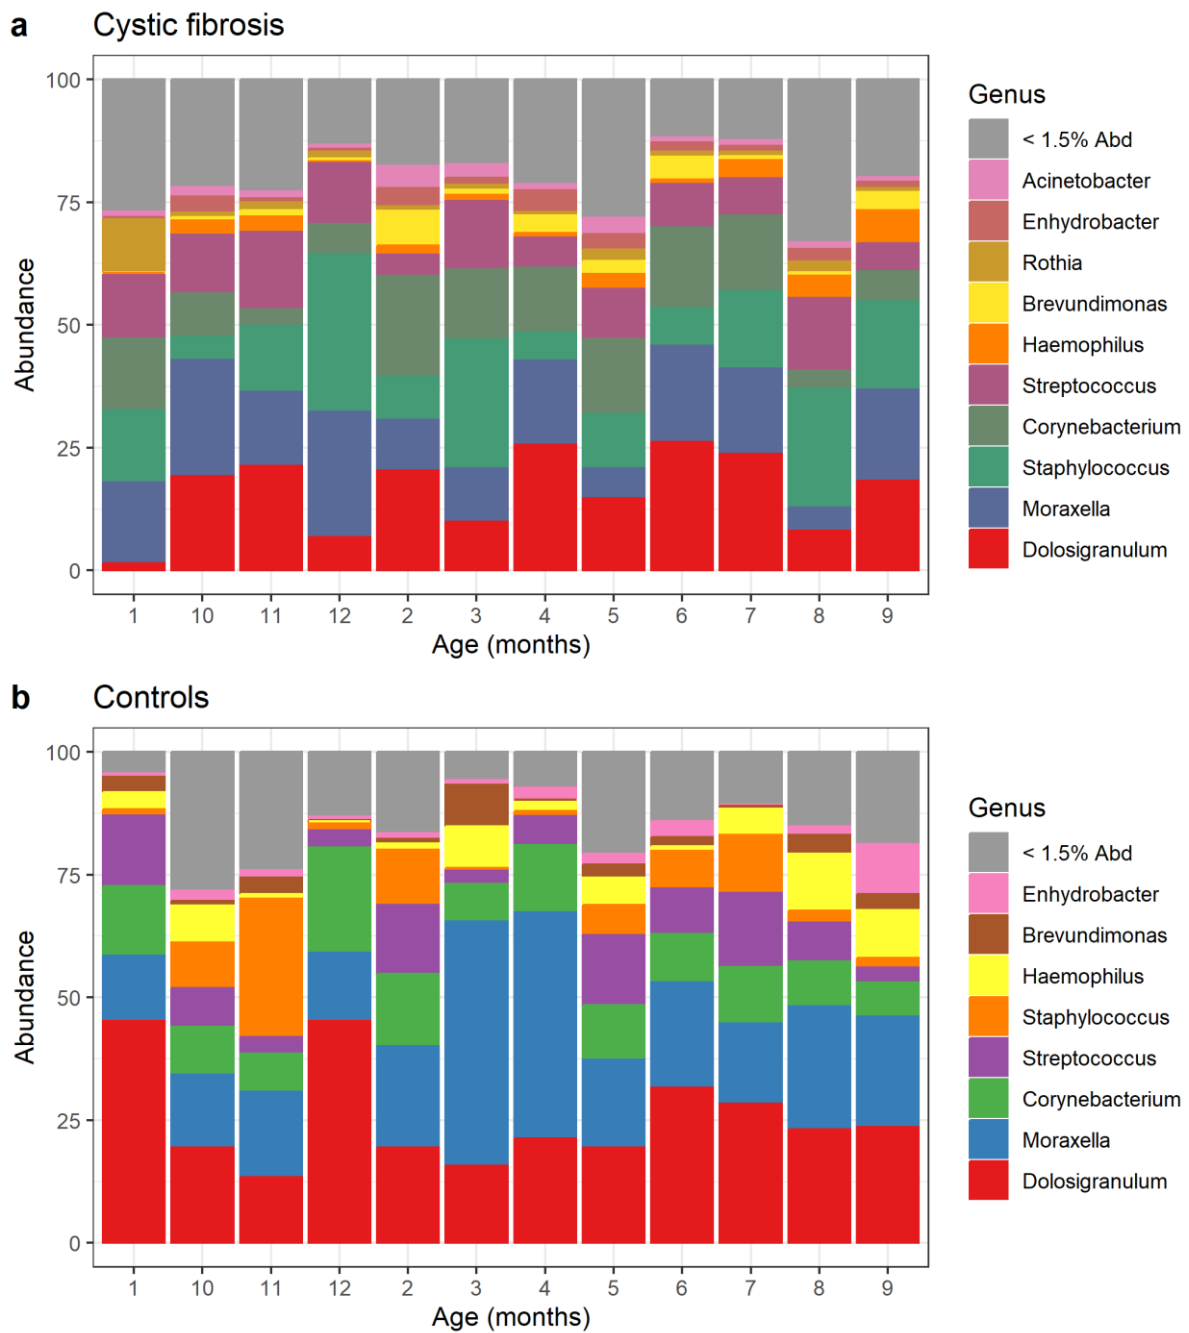 a
Cystic fibrosis
Abundance
100
75
50
25
0
1 10 11 12 2 3 4 5 6 7 8 9
Age (months)
Genus
< 1.5% Abd
Acinetobacter
Enhydrobacter
Rothia
Brevundimonas
Haemophilus
Streptococcus
Corynebacterium
Staphylococcus
Moraxella
Dolosigranulum
b
Controls
Abundance
100
75
50
25
0
1 10 11 12 2 3 4 5 6 7 8 9
Age (months)
Genus
< 1.5% Abd
Enhydrobacter
Brevundimonas
Haemophilus
Staphylococcus
Streptococcus
Corynebacterium
Moraxella
Dolosigranulum